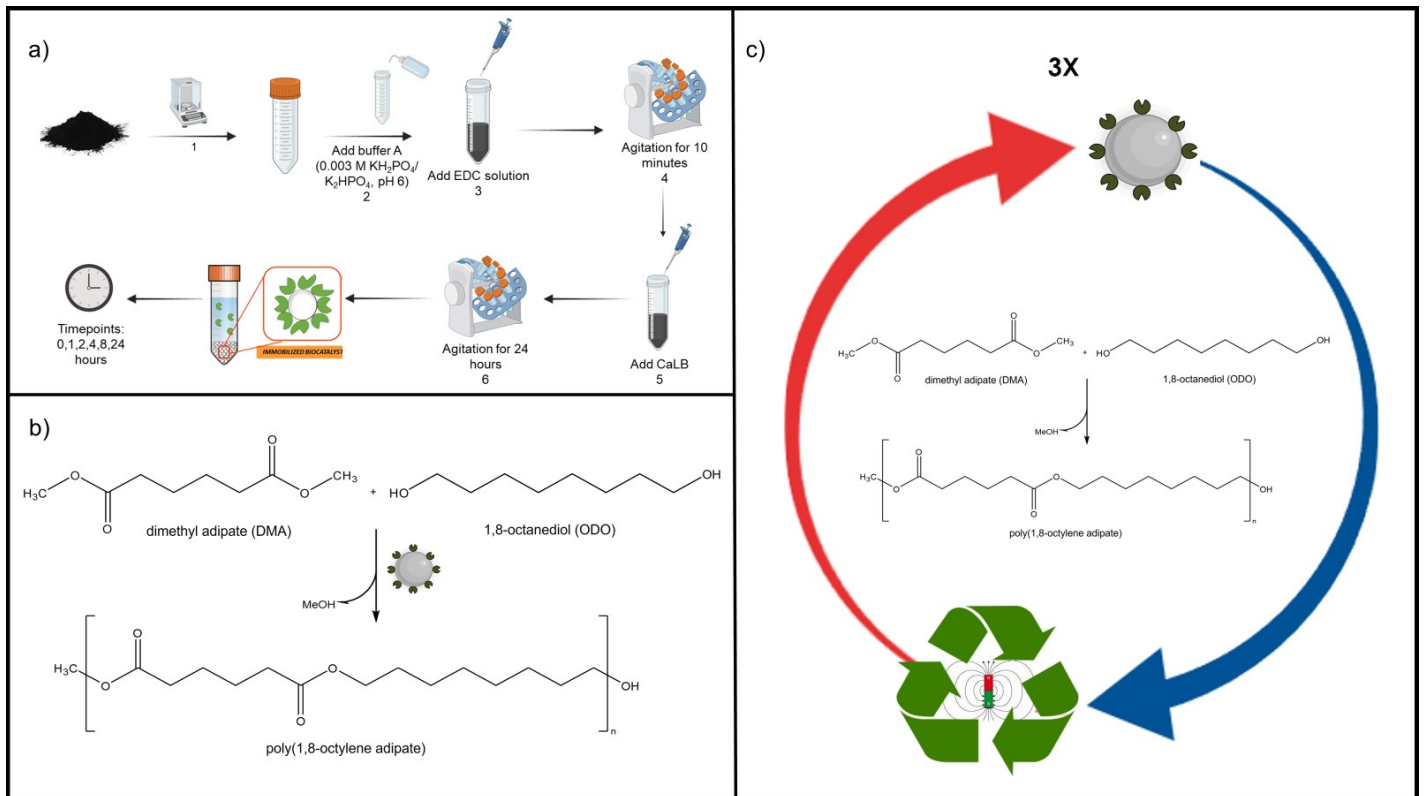 a)
1
Add buffer A
(0.003 M KH₂PO₄/
K₂HPO₄, pH 6)
2
Add EDC solution
3
Agitation for 10
minutes
4
Add CaLB
5
Agitation for 24
hours
6
IMMOBILIZED BIOCATALYST
Timepoints:
0,1,2,4,8,24
hours
b)
H₃C
O
O
O
O
CH₃
dimethyl adipate (DMA)
+
HO
OH
1,8-octanediol (ODO)
MeOH
H₃C
O
O
O
O
OH
n
poly(1,8-octylene adipate)
c)
3X
H₃C
O
O
O
O
CH₃
dimethyl adipate (DMA)
+
HO
OH
1,8-octanediol (ODO)
MeOH
H₃C
O
O
O
O
OH
n
poly(1,8-octylene adipate)